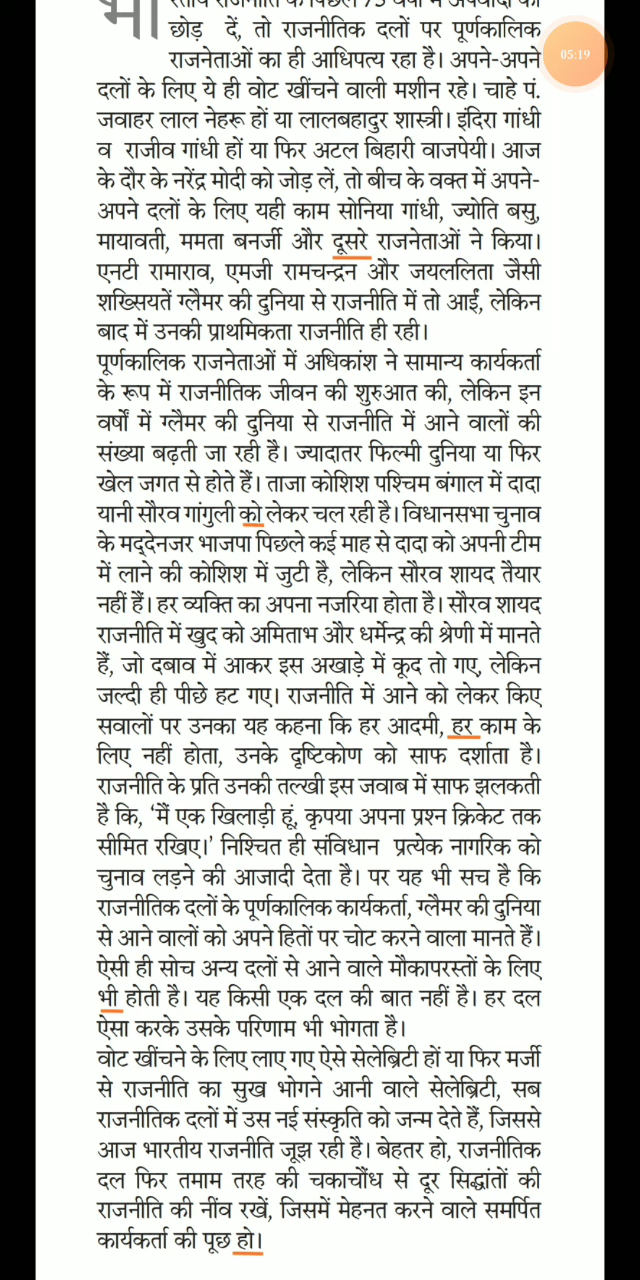 भा
छोड़ दें, तो राजनीतिक दलों पर पूर्णकालिक
05:19
राजनेताओं का ही आधिपत्य रहा है। अपने-अपने
दलों के लिए ये ही वोट खींचने वाली मशीन रहे। चाहे पं.
जवाहर लाल नेहरू हों या लालबहादुर शास्त्री। इंदिरा गांधी
व राजीव गांधी हों या फिर अटल बिहारी वाजपेयी। आज
के दौर के नरेंद्र मोदी को जोड़ लें, तो बीच के वक्त में अपने-
अपने दलों के लिए यही काम सोनिया गांधी, ज्योति बसु,
मायावती, ममता बनर्जी और दूसरे राजनेताओं ने किया।
एनटी रामाराव, एमजी रामचन्द्रन और जयललिता जैसी
शख्सियतें ग्लैमर की दुनिया से राजनीति में तो आईं, लेकिन
बाद में उनकी प्राथमिकता राजनीति ही रही।
पूर्णकालिक राजनेताओं में अधिकांश ने सामान्य कार्यकर्ता
के रूप में राजनीतिक जीवन की शुरुआत की, लेकिन इन
वर्षों में ग्लैमर की दुनिया से राजनीति में आने वालों की
संख्या बढ़ती जा रही है। ज्यादातर फिल्मी दुनिया या फिर
खेल जगत से होते हैं। ताजा कोशिश पश्चिम बंगाल में दादा
यानी सौरव गांगुली को लेकर चल रही है। विधानसभा चुनाव
के मद्देनजर भाजपा पिछले कई माह से दादा को अपनी टीम
में लाने की कोशिश में जुटी है, लेकिन सौरव शायद तैयार
नहीं हैं। हर व्यक्ति का अपना नजरिया होता है। सौरव शायद
राजनीति में खुद को अमिताभ और धर्मेन्द्र की श्रेणी में मानते
हैं, जो दबाव में आकर इस अखाड़े में कूद तो गए, लेकिन
जल्दी ही पीछे हट गए। राजनीति में आने को लेकर किए
सवालों पर उनका यह कहना कि हर आदमी, हर काम के
लिए नहीं होता, उनके दृष्टिकोण को साफ दर्शाता है।
राजनीति के प्रति उनकी तल्खी इस जवाब में साफ झलकती
है कि, 'मैं एक खिलाड़ी हूं, कृपया अपना प्रश्न क्रिकेट तक
सीमित रखिए।' निश्चित ही संविधान प्रत्येक नागरिक को
चुनाव लड़ने की आजादी देता है। पर यह भी सच है कि
राजनीतिक दलों के पूर्णकालिक कार्यकर्ता, ग्लैमर की दुनिया
से आने वालों को अपने हितों पर चोट करने वाला मानते हैं।
ऐसी ही सोच अन्य दलों से आने वाले मौकापरस्तों के लिए
भी होती है। यह किसी एक दल की बात नहीं है। हर दल
ऐसा करके उसके परिणाम भी भोगता है।
वोट खींचने के लिए लाए गए ऐसे सेलेब्रिटी हों या फिर मर्जी
से राजनीति का सुख भोगने आनी वाले सेलेब्रिटी, सब
राजनीतिक दलों में उस नई संस्कृति को जन्म देते हैं, जिससे
आज भारतीय राजनीति जूझ रही है। बेहतर हो, राजनीतिक
दल फिर तमाम तरह की चकाचौंध से दूर सिद्धांतों की
राजनीति की नींव रखें, जिसमें मेहनत करने वाले समर्पित
कार्यकर्ता की पूछ हो।